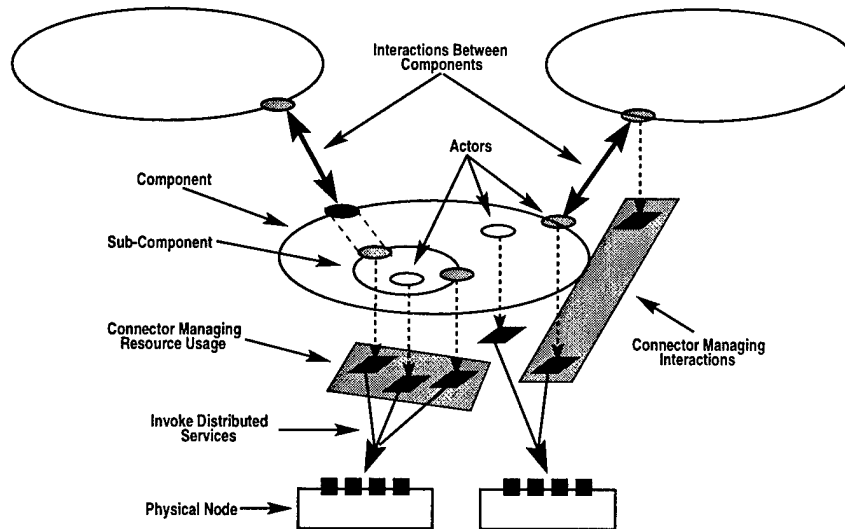 Interactions Between
Components
Actors
Component
Sub-Component
Connector Managing
Resource Usage
Connector Managing
Interactions
Invoke Distributed
Services
Physical Node